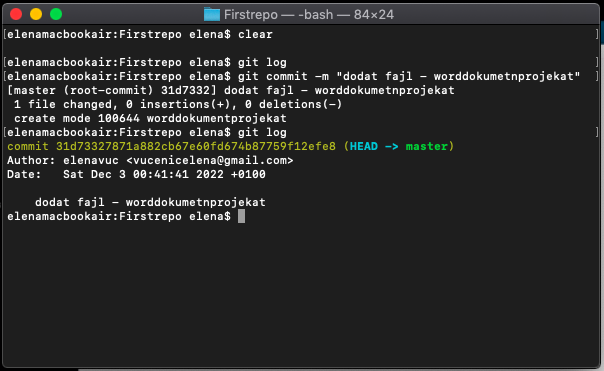 Firstrepo — -bash — 84×24
[elenamacbookair:Firstrepo elena$ clear ]
[elenamacbookair:Firstrepo elena$ git log ]
[elenamacbookair:Firstrepo elena$ git commit -m "dodat fajl - worddokumetnprojekat" ]
[master (root-commit) 31d7332] dodat fajl - worddokumetnprojekat
1 file changed, 0 insertions(+), 0 deletions(-)
create mode 100644 worddokumentprojekat
[elenamacbookair:Firstrepo elena$ git log ]
commit 31d73327871a882cb67e60fd674b87759f12efe8 (HEAD -> master)
Author: elenavuc <vucenicelena@gmail.com>
Date: Sat Dec 3 00:41:41 2022 +0100
dodat fajl - worddokumetnprojekat
elenamacbookair:Firstrepo elena$